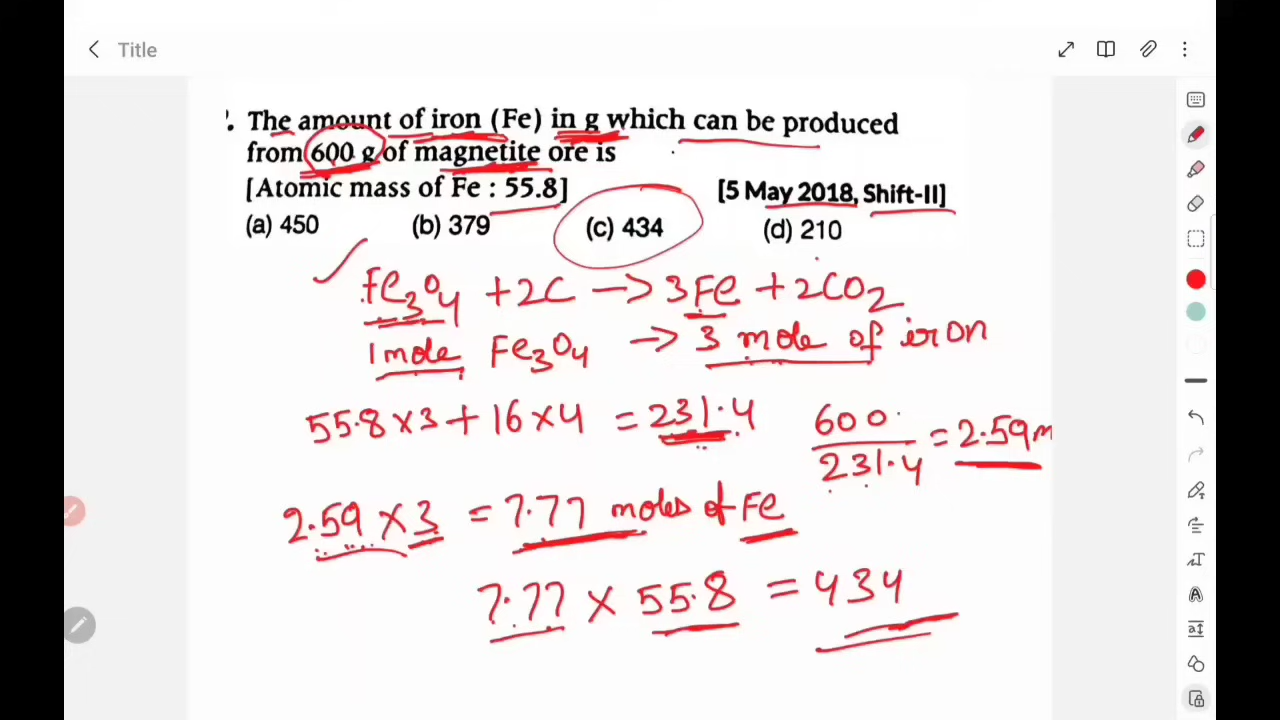 Title
. The amount of iron (Fe) in g which can be produced
from 600 g of magnetite ore is
[Atomic mass of Fe : 55.8] [5 May 2018, Shift-II]
(a) 450 (b) 379 (c) 434 (d) 210
Fe3O4 + 2C → 3Fe + 2CO2
1 mole Fe3O4 → 3 mole of iron
55.8 × 3 + 16 × 4 = 231.4
600/231.4 = 2.59m
2.59 × 3 = 7.77 moles of Fe
7.77 × 55.8 = 434